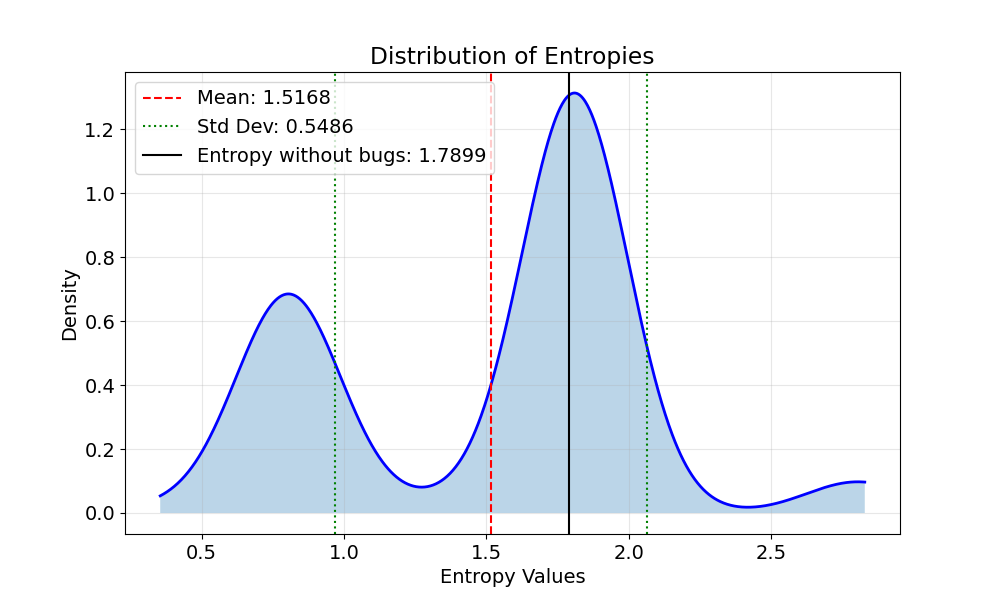 Distribution of Entropies
Mean: 1.5168
Std Dev: 0.5486
Entropy without bugs: 1.7899
Density
1.2
1.0
0.8
0.6
0.4
0.2
0.0
0.5 1.0 1.5 2.0 2.5
Entropy Values